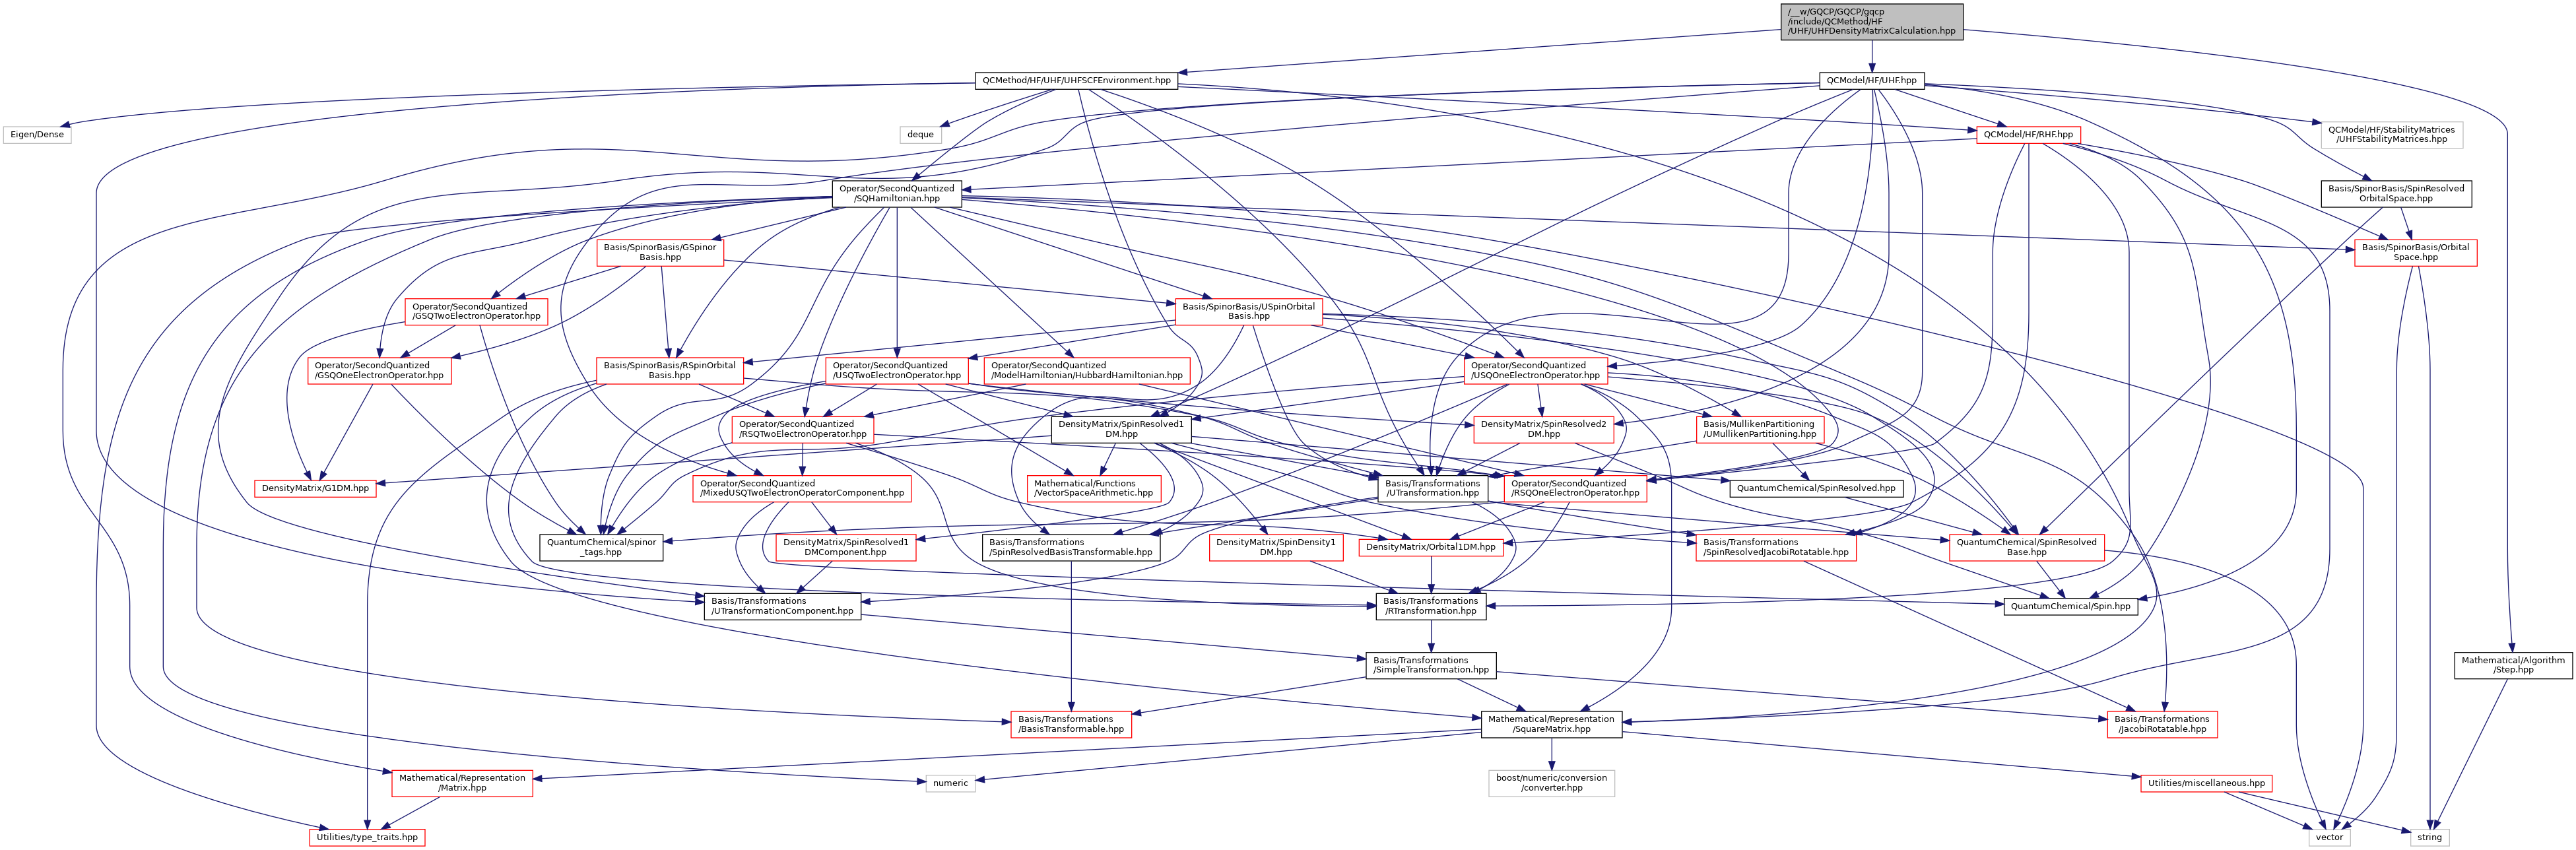 /__w/GQCP/GQCP/gqcp
/include/QCMethod/HF
/UHF/UHFDensityMatrixCalculation.hpp
QCMethod/HF/UHF/UHFSCFEnvironment.hpp
QCModel/HF/UHF.hpp
Eigen/Dense
deque
QCModel/HF/RHF.hpp
QCModel/HF/StabilityMatrices
/UHFStabilityMatrices.hpp
Operator/SecondQuantized
/SQHamiltonian.hpp
Basis/SpinorBasis/SpinResolved
OrbitalSpace.hpp
Basis/SpinorBasis/GSpinor
Basis.hpp
Basis/SpinorBasis/Orbital
Space.hpp
Operator/SecondQuantized
/GSQTwoElectronOperator.hpp
Basis/SpinorBasis/USpinOrbital
Basis.hpp
Operator/SecondQuantized
/GSQOneElectronOperator.hpp
Basis/SpinorBasis/RSpinOrbital
Basis.hpp
Operator/SecondQuantized
/USQTwoElectronOperator.hpp
Operator/SecondQuantized
/ModelHamiltonian/HubbardHamiltonian.hpp
Operator/SecondQuantized
/USQOneElectronOperator.hpp
Operator/SecondQuantized
/RSQTwoElectronOperator.hpp
DensityMatrix/SpinResolved1
DM.hpp
DensityMatrix/SpinResolved2
DM.hpp
Basis/MullikenPartitioning
/UMullikenPartitioning.hpp
DensityMatrix/G1DM.hpp
Operator/SecondQuantized
/MixedUSQTwoElectronOperatorComponent.hpp
Mathematical/Functions
/VectorSpaceArithmetic.hpp
Basis/Transformations
/UTransformation.hpp
Operator/SecondQuantized
/RSQOneElectronOperator.hpp
QuantumChemical/SpinResolved.hpp
QuantumChemical/spinor
_tags.hpp
DensityMatrix/SpinResolved1
DMComponent.hpp
Basis/Transformations
/SpinResolvedBasisTransformable.hpp
DensityMatrix/SpinDensity1
DM.hpp
DensityMatrix/Orbital1DM.hpp
Basis/Transformations
/SpinResolvedJacobiRotatable.hpp
QuantumChemical/SpinResolved
Base.hpp
Basis/Transformations
/UTransformationComponent.hpp
Basis/Transformations
/RTransformation.hpp
QuantumChemical/Spin.hpp
Basis/Transformations
/SimpleTransformation.hpp
Mathematical/Algorithm
/Step.hpp
Basis/Transformations
/BasisTransformable.hpp
Mathematical/Representation
/SquareMatrix.hpp
Basis/Transformations
/JacobiRotatable.hpp
Mathematical/Representation
/Matrix.hpp
numeric
boost/numeric/conversion
/converter.hpp
Utilities/miscellaneous.hpp
Utilities/type_traits.hpp
vector
string